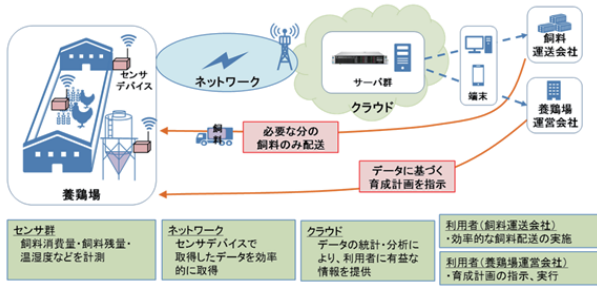 センサ
デバイス
養鶏場
ネットワーク
サーバ群
クラウド
端末
飼料
運送会社
養鶏場
運営会社
飼料
必要な分の
飼料のみ配送
データに基づく
育成計画を指示
センサ群
飼料消費量・飼料残量・
温湿度などを計測
ネットワーク
センサデバイスで
取得したデータを効率
的に取得
クラウド
データの統計・分析に
より、利用者に有益な
情報を提供
利用者(飼料運送会社)
・効率的な飼料配送の実施
利用者(養鶏場運営会社)
・育成計画の指示、実行